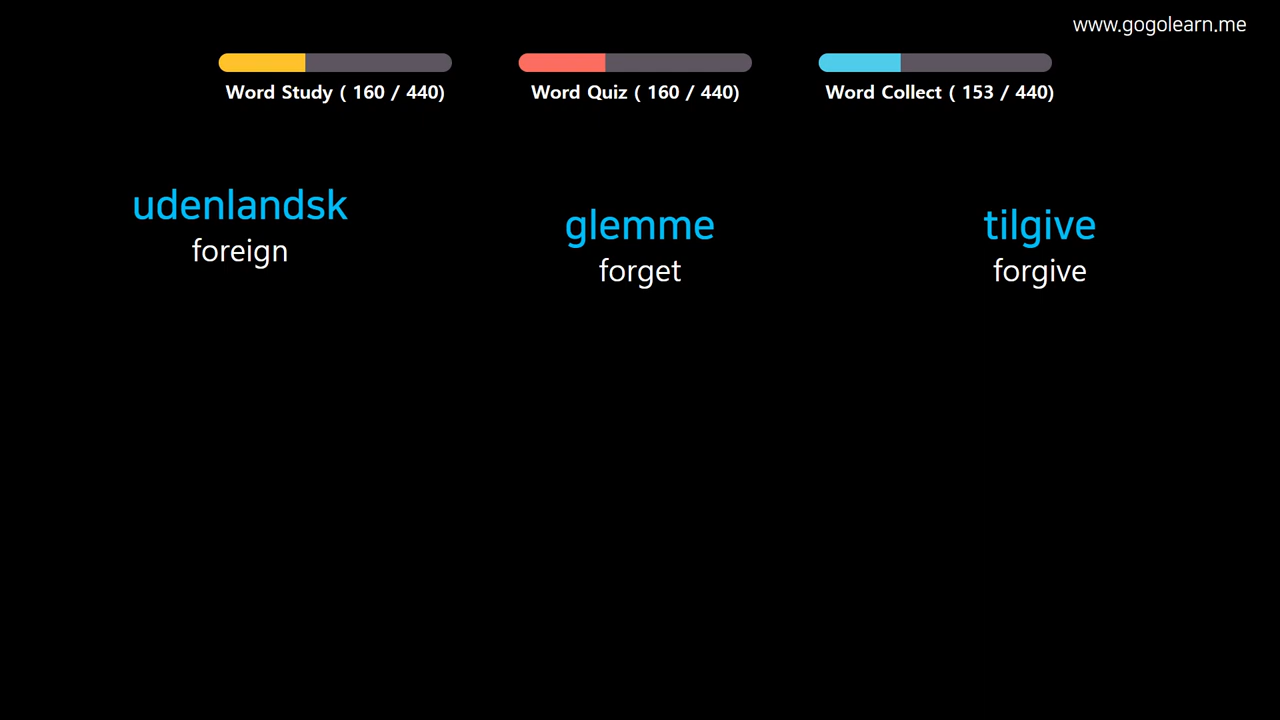 www.gogolearn.me
Word Study ( 160 / 440)
Word Quiz ( 160 / 440)
Word Collect ( 153 / 440)
udenlandsk
foreign
glemme
forget
tilgive
forgive